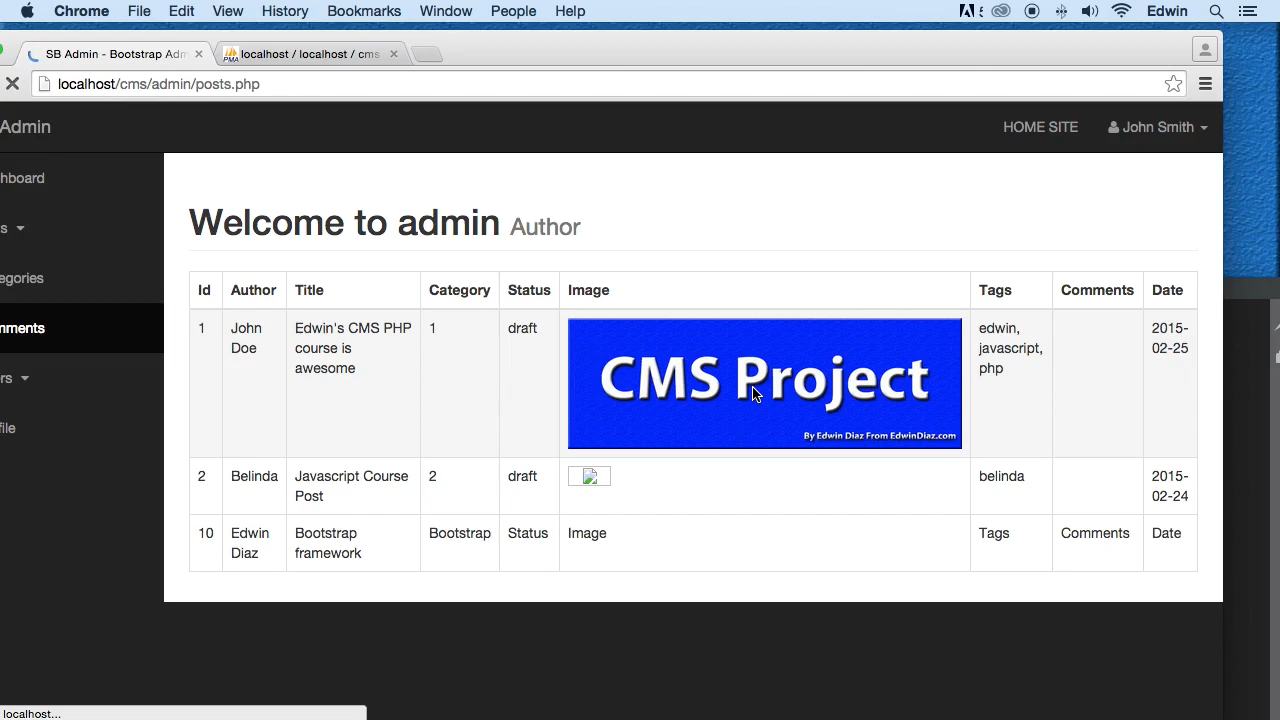 Chrome File Edit View History Bookmarks Window People Help Edwin
SB Admin - Bootstrap Adm localhost / localhost / cms
localhost/cms/admin/posts.php
Admin HOME SITE John Smith
hboard
s
egories
mments
ers
file
Welcome to admin Author
Id Author Title Category Status Image Tags Comments Date
1 John Doe Edwin's CMS PHP course is awesome 1 draft edwin, javascript, php 2015-02-25
CMS Project
By Edwin Diaz From EdwinDiaz.com
2 Belinda Javascript Course Post 2 draft belinda 2015-02-24
10 Edwin Diaz Bootstrap framework Bootstrap Status Image Tags Comments Date
localhost...